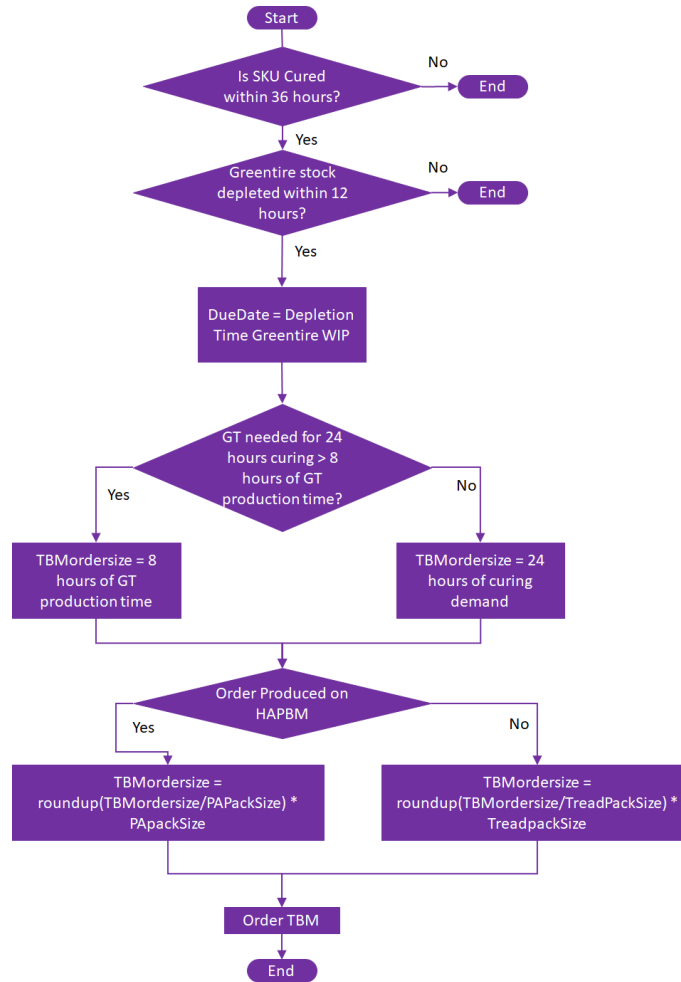 Start
Is SKU Cured
within 36 hours?
No
End
Yes
Greentire stock
depleted within 12
hours?
No
End
Yes
DueDate = Depletion
Time Greentire WIP
GT needed for 24
hours curing > 8
hours of GT
production time?
Yes
No
TBMordersize = 8
hours of GT
production time
TBMordersize = 24
hours of curing
demand
Order Produced on
HAPBM
Yes
No
TBMordersize =
roundup(TBMordersize/PAPackSize) *
PApackSize
TBMordersize =
roundup(TBMordersize/TreadPackSize) *
TreadpackSize
Order TBM
End